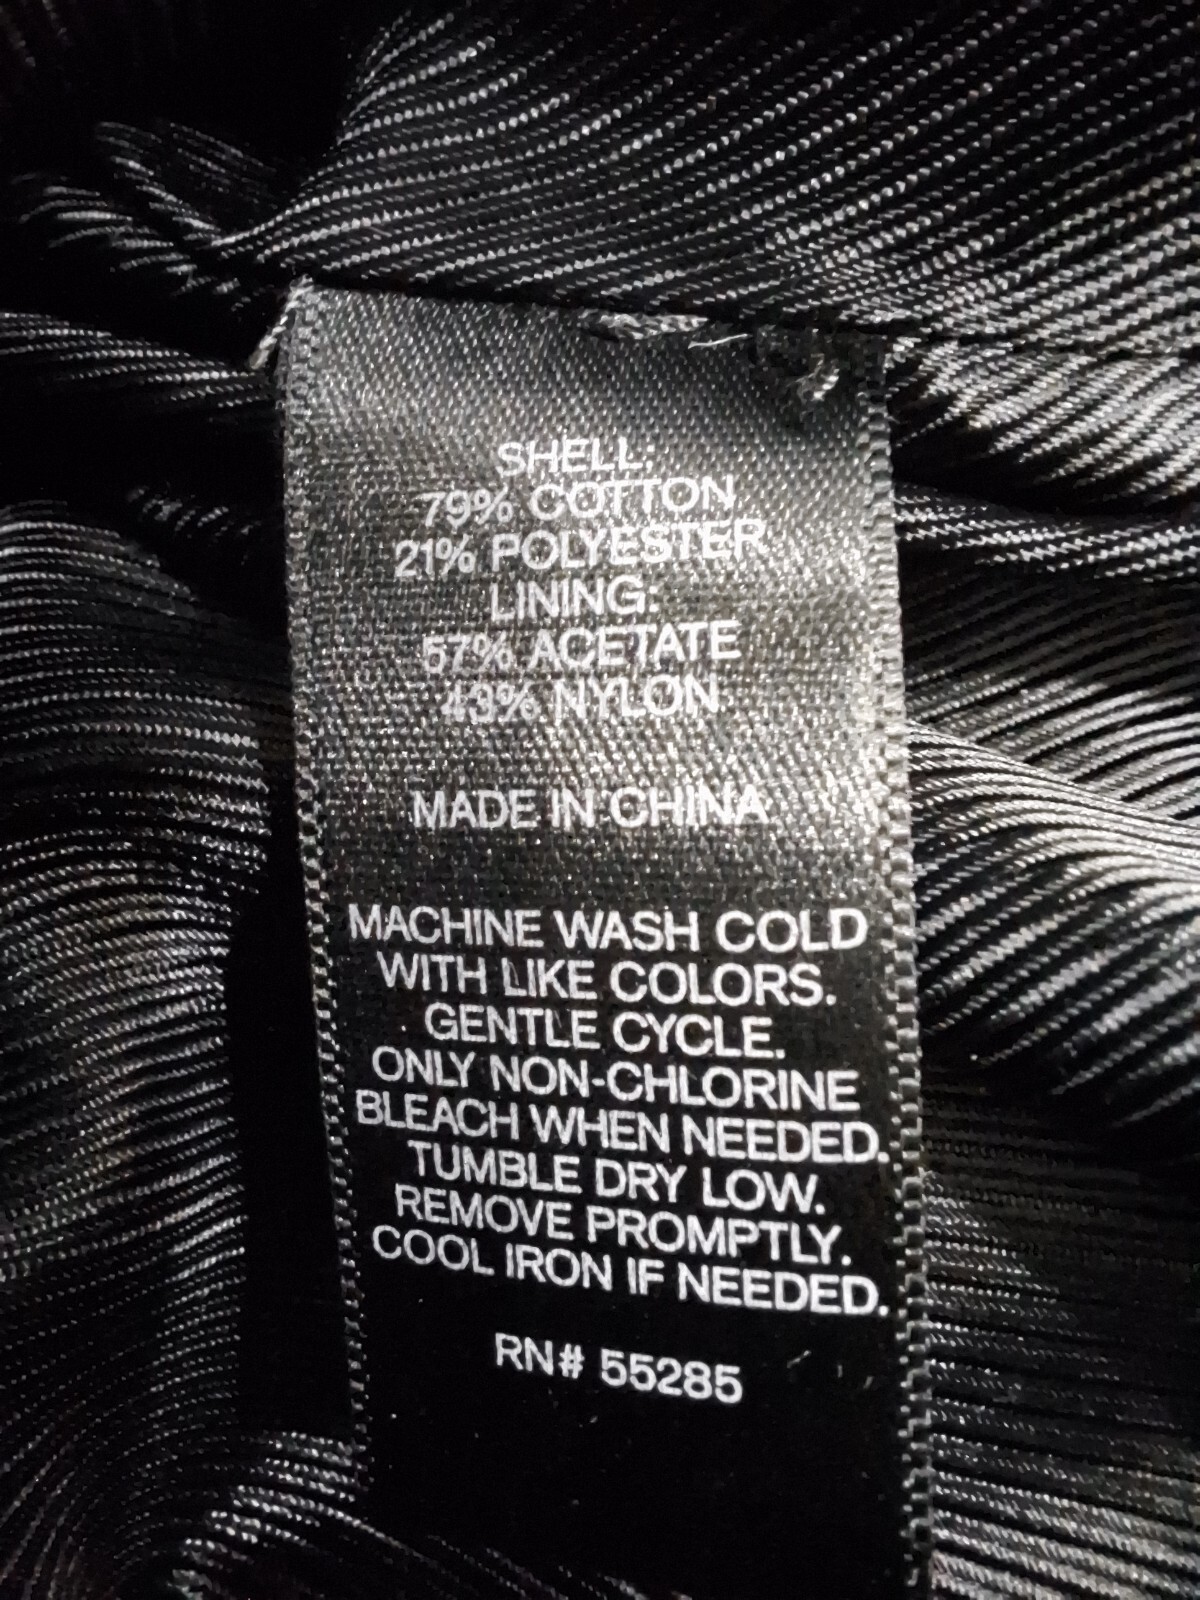 SHELL:
79% COTTON
21% POLYESTER
LINING:
57% ACETATE
43% NYLON
MADE IN CHINA
MACHINE WASH COLD
WITH LIKE COLORS.
GENTLE CYCLE.
ONLY NON-CHLORINE
BLEACH WHEN NEEDED.
TUMBLE DRY LOW.
REMOVE PROMPTLY.
COOL IRON IF NEEDED.
RN# 55285